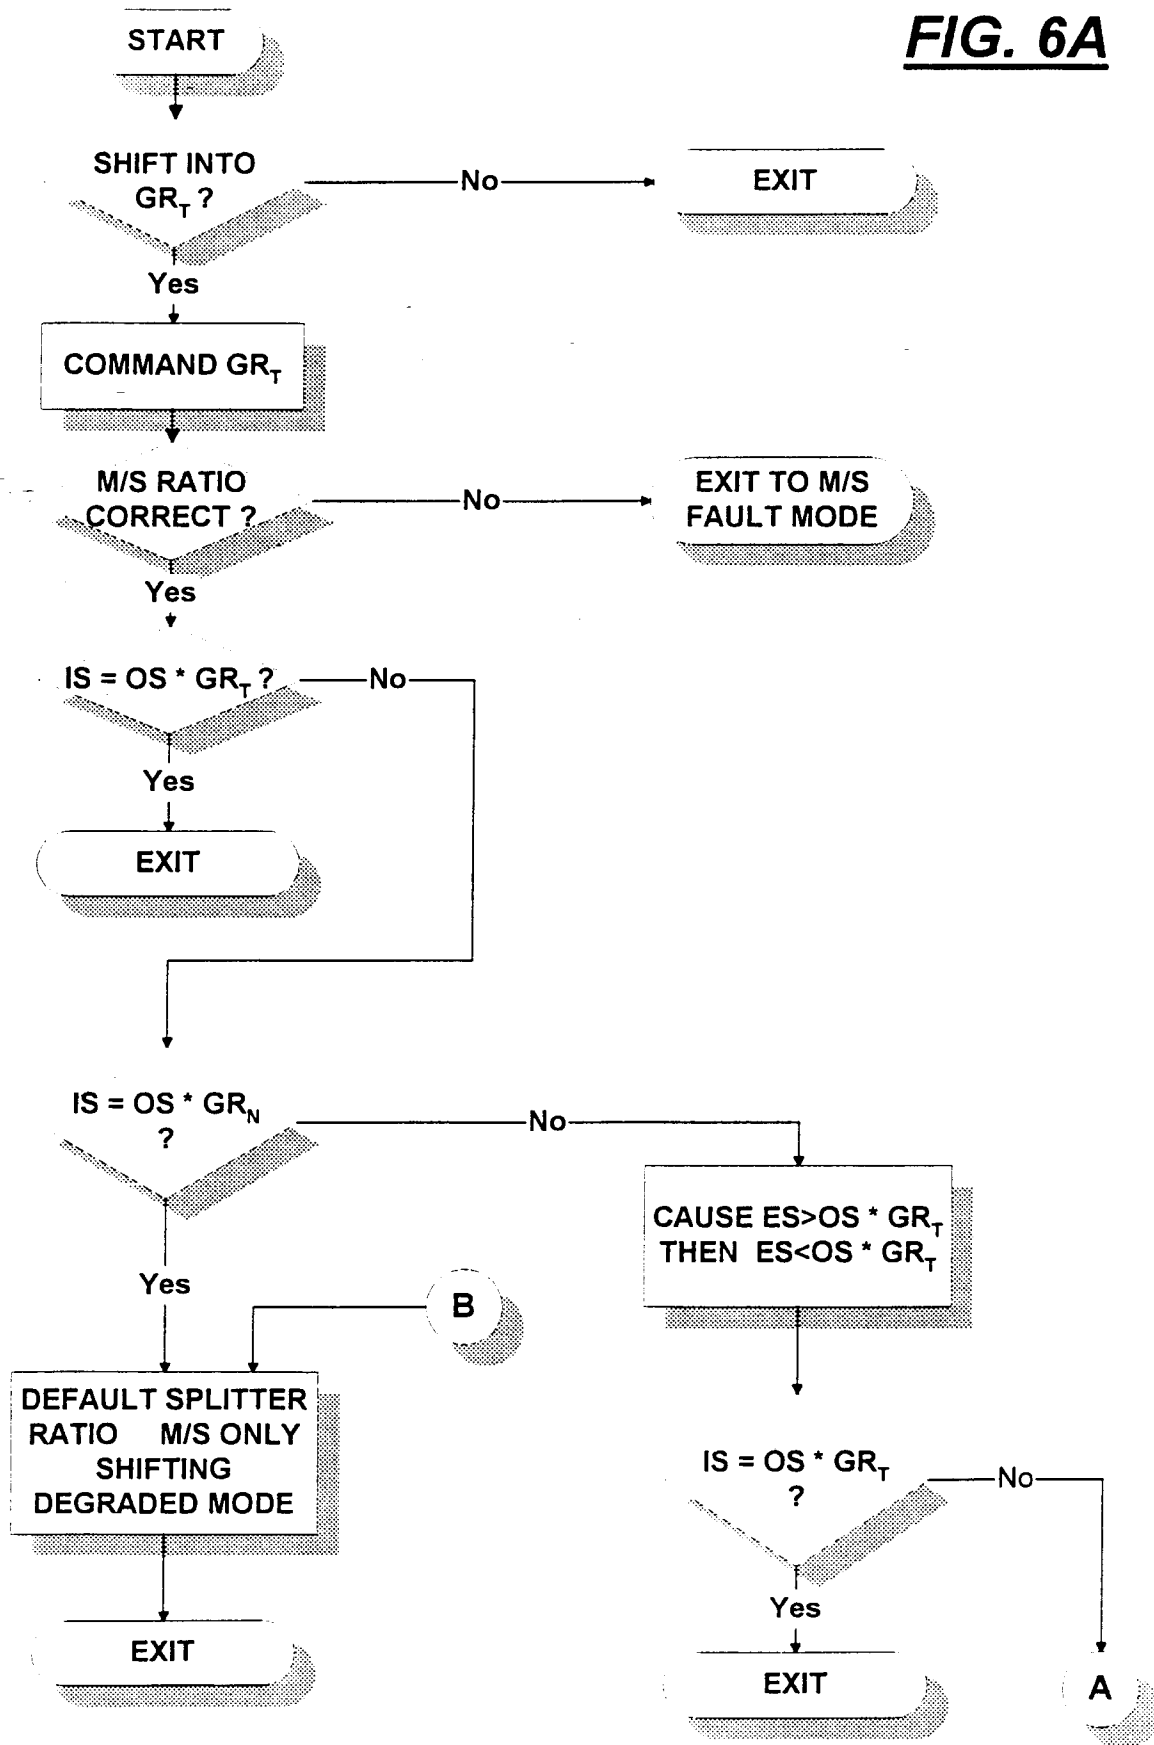 FIG. 6A
START
SHIFT INTO
GR_T ?
No
EXIT
Yes
COMMAND GR_T
M/S RATIO
CORRECT ?
No
EXIT TO M/S
FAULT MODE
Yes
IS = OS * GR_T ?
No
Yes
EXIT
IS = OS * GR_N
?
No
CAUSE ES>OS * GR_T
THEN ES<OS * GR_T
Yes
B
DEFAULT SPLITTER
RATIO M/S ONLY
SHIFTING
DEGRADED MODE
IS = OS * GR_T
?
No
Yes
EXIT
EXIT
A